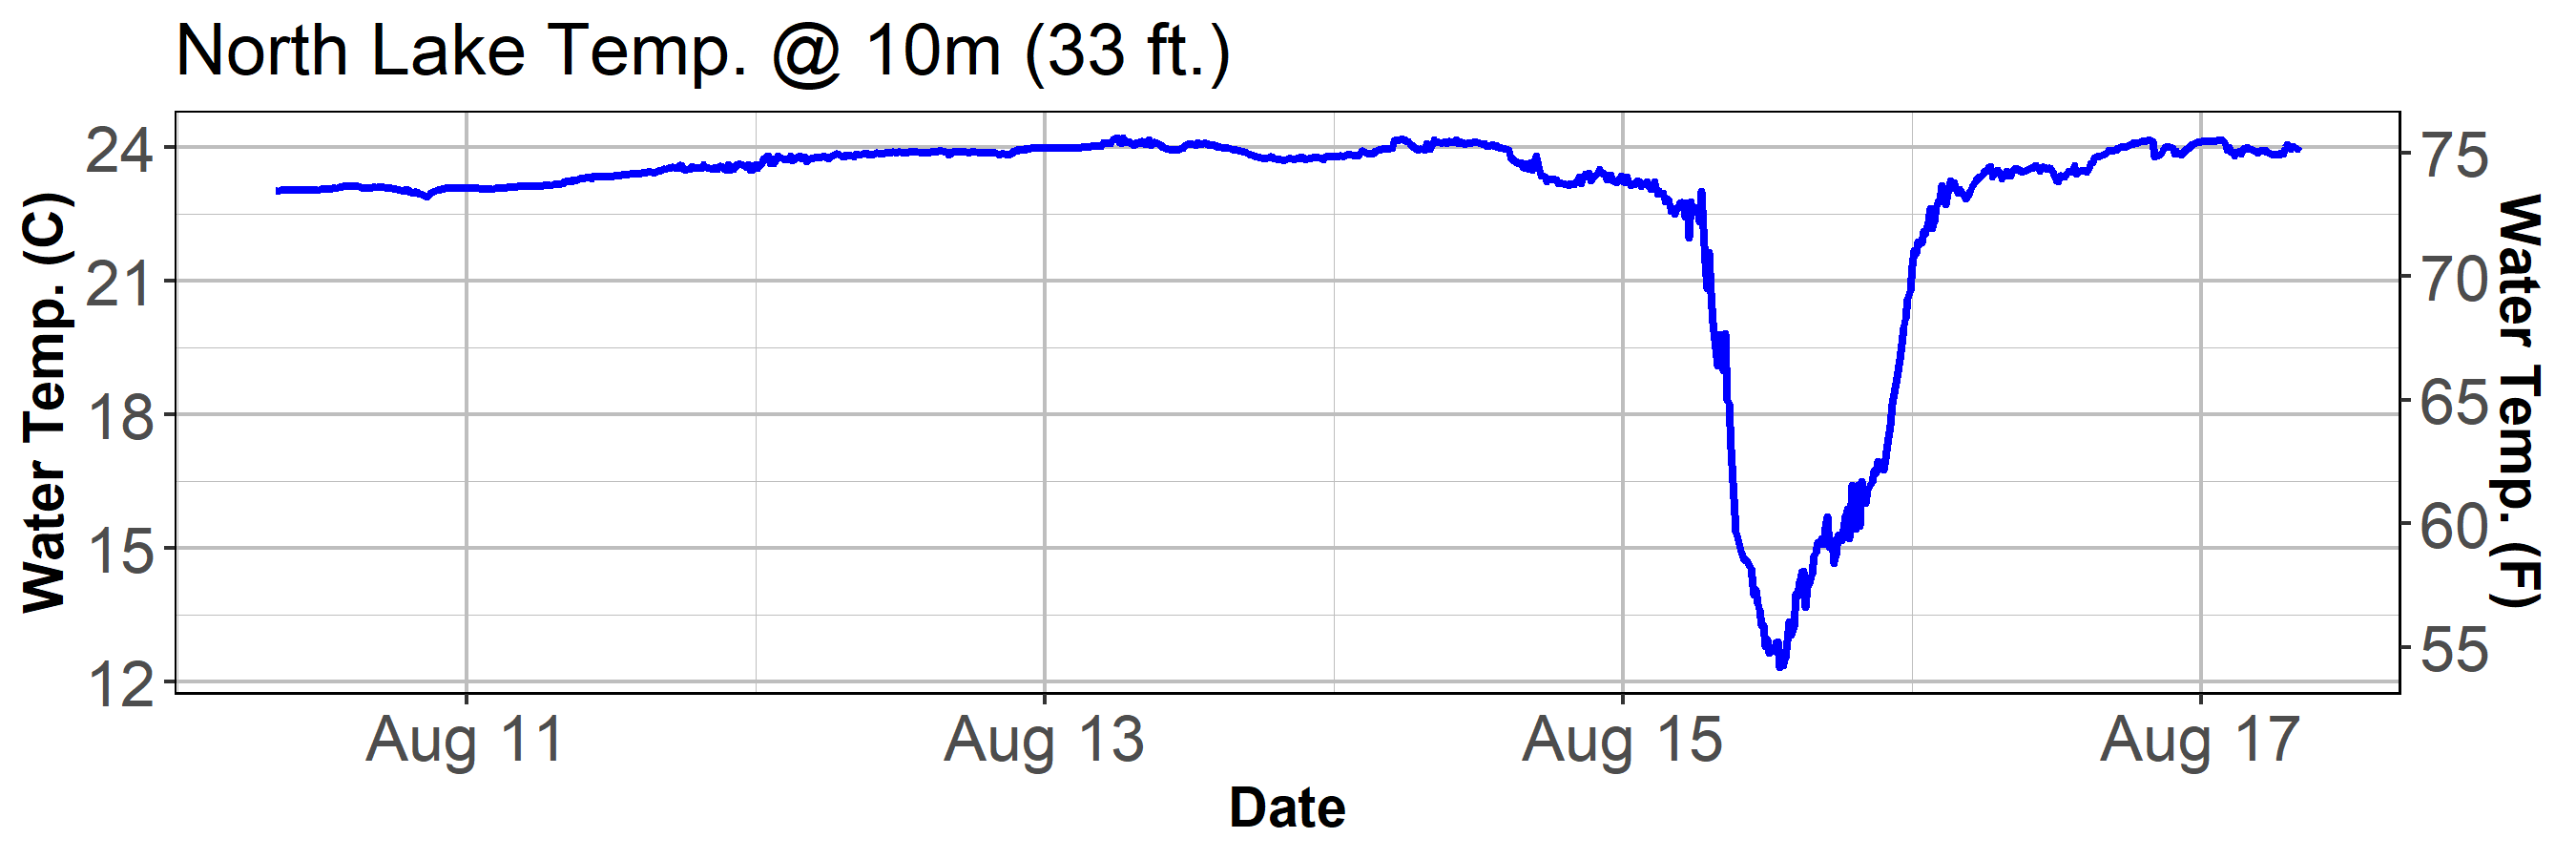 North Lake Temp. @ 10m (33 ft.)
Water Temp. (C)
24
21
18
15
12
75
70
65
60
55
Water Temp. (F)
Aug 11
Aug 13
Aug 15
Aug 17
Date